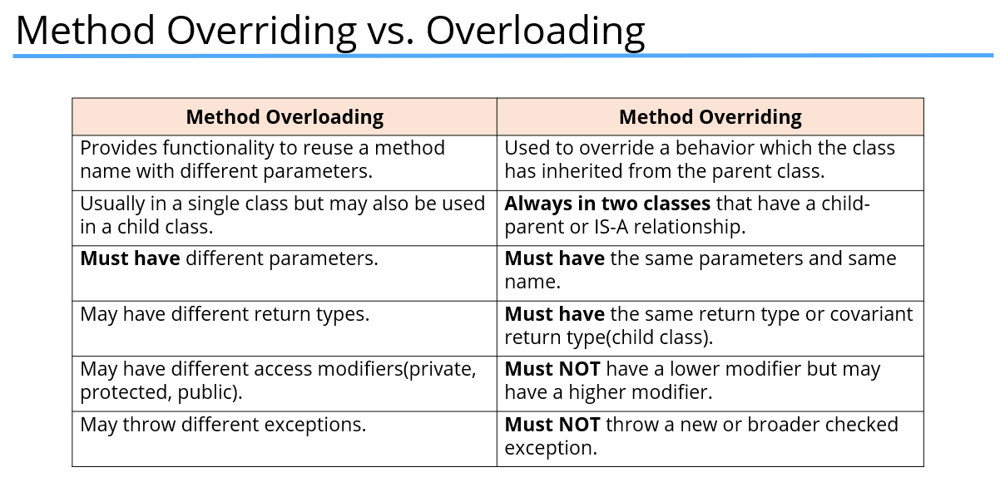 Method Overriding vs. Overloading
Method Overloading
Method Overriding
Provides functionality to reuse a method
name with different parameters.
Used to override a behavior which the class
has inherited from the parent class.
Usually in a single class but may also be used
in a child class.
Always in two classes that have a child-
parent or IS-A relationship.
Must have different parameters.
Must have the same parameters and same
name.
May have different return types.
Must have the same return type or covariant
return type(child class).
May have different access modifiers(private,
protected, public).
Must NOT have a lower modifier but may
have a higher modifier.
May throw different exceptions.
Must NOT throw a new or broader checked
exception.